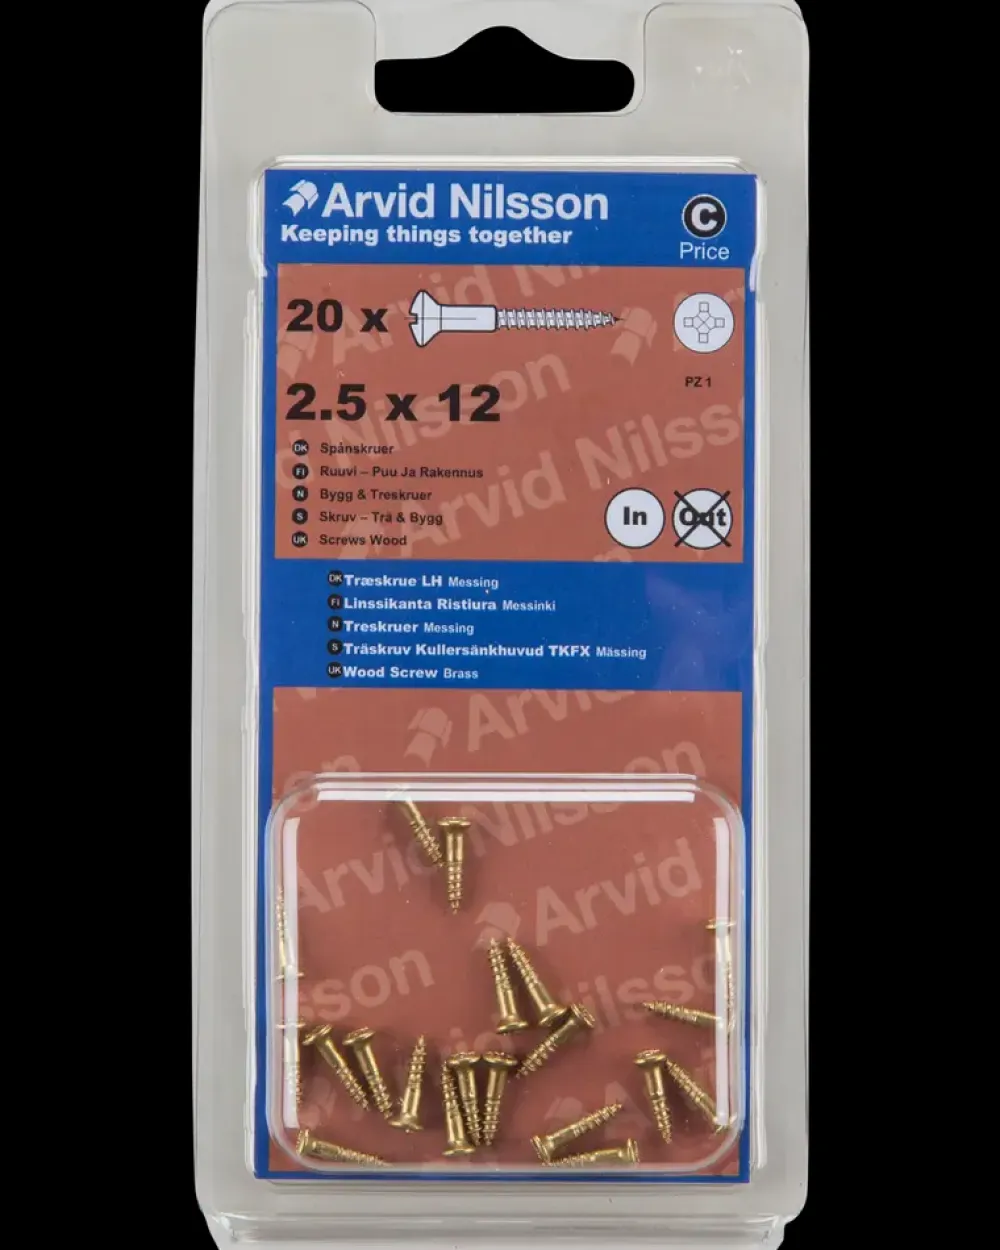 Arvid Nilsson
Keeping things together
C
Price
20 x
2.5 x 12
PZ 1
DK Spånskruer
FI Ruuvi – Puu Ja Rakennus
N Bygg & Treskruer
S Skruv – Trä & Bygg
UK Screws Wood
In Out
DK Træskrue LH Messing
FI Linssikanta Ristiura Messinki
N Treskruer Messing
S Träskruv Kullersänkhuvud TKFX Mässing
UK Wood Screw Brass